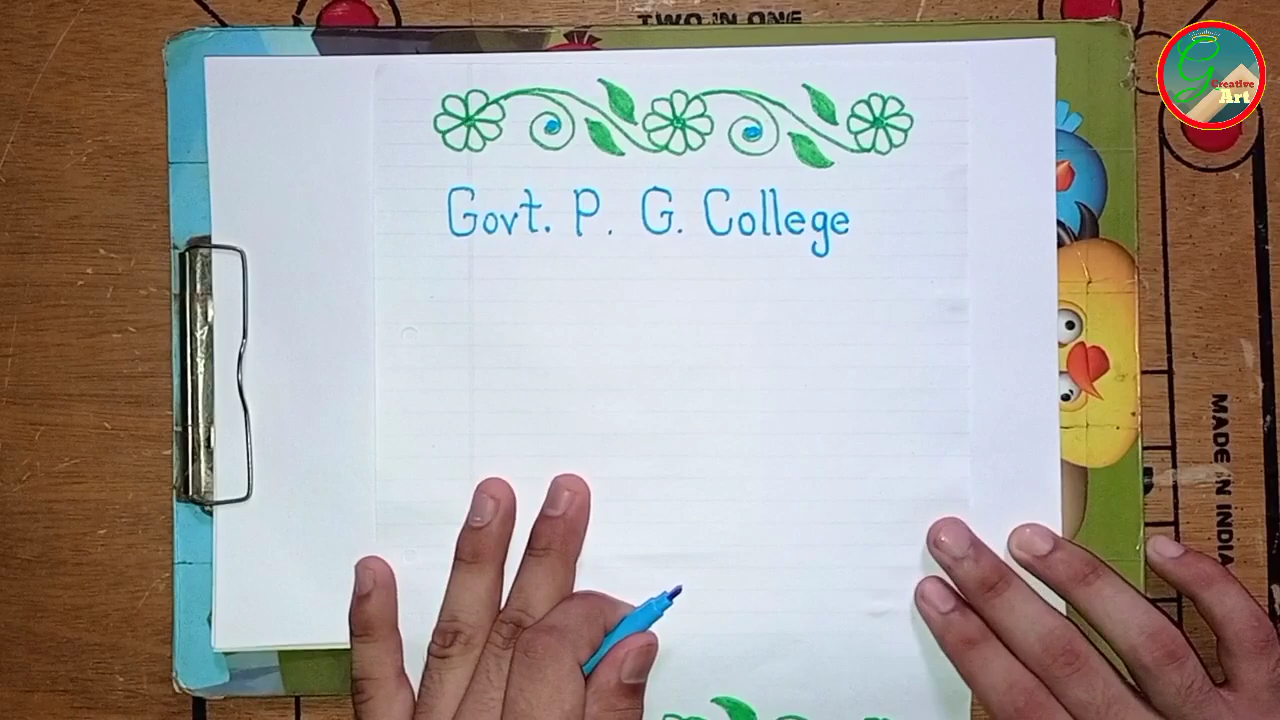 TWO IN ONE
Creative
Art
Govt. P. G. College
MADE IN INDIA